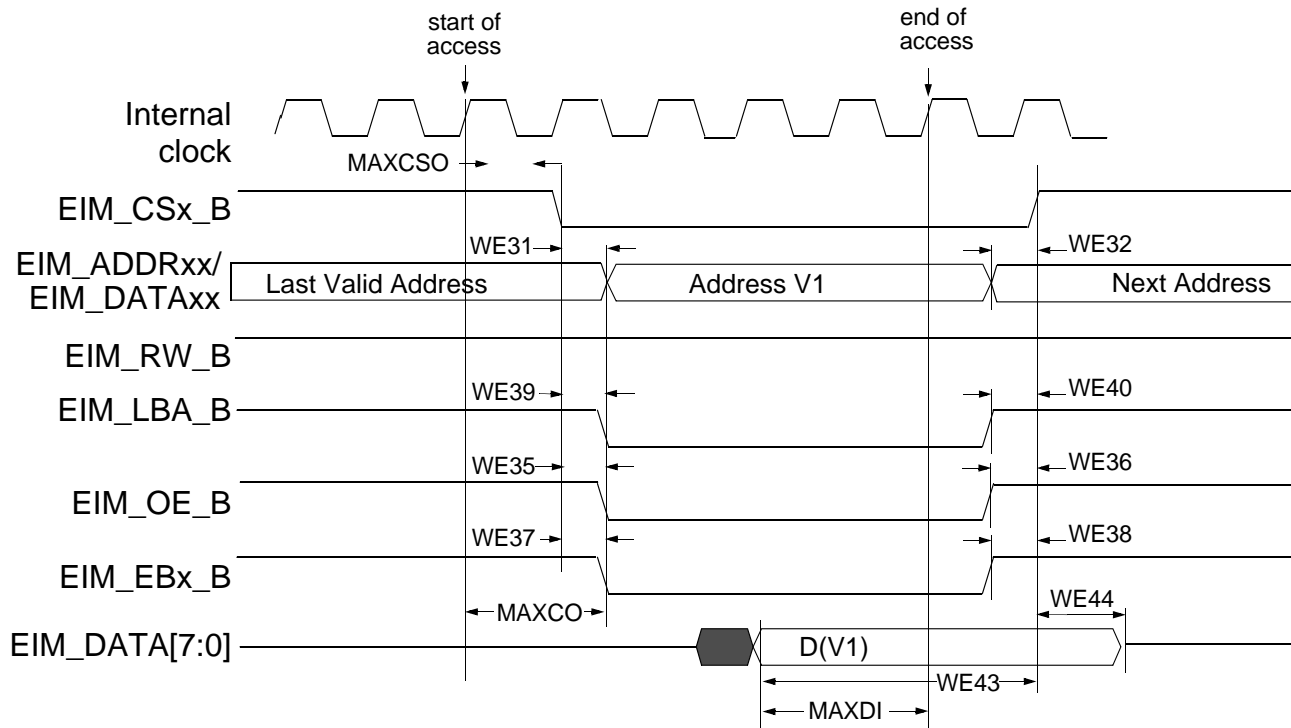 start of
access
end of
access
Internal
clock
MAXCSO
EIM_CSx_B
WE31
WE32
EIM_ADDRxx/
EIM_DATAxx
Last Valid Address
Address V1
Next Address
EIM_RW_B
WE39
WE40
EIM_LBA_B
WE35
WE36
EIM_OE_B
WE37
WE38
EIM_EBx_B
MAXCO
WE44
EIM_DATA[7:0]
D(V1)
WE43
MAXDI